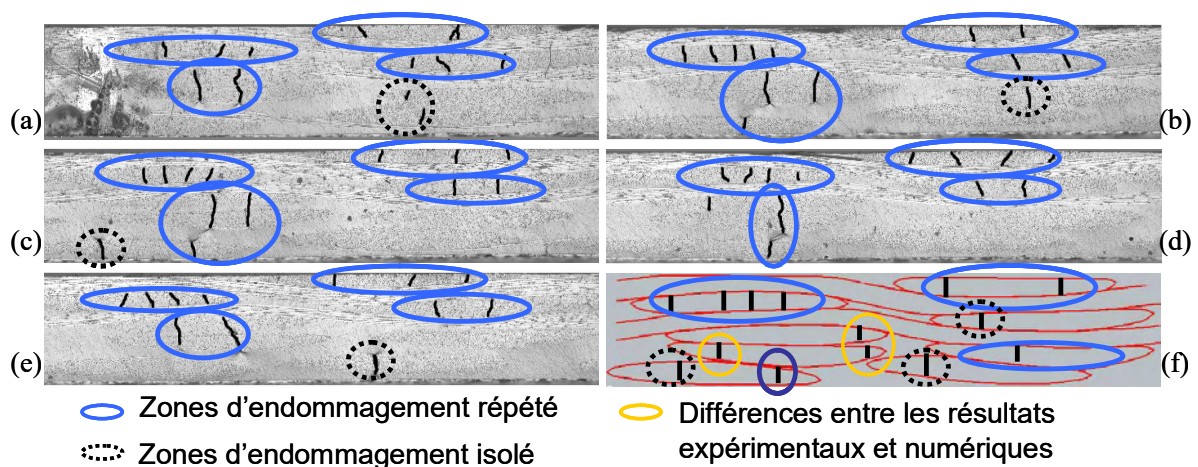 (a)
(b)
(c)
(d)
(e)
(f)
Zones d'endommagement répété
Zones d'endommagement isolé
Différences entre les résultats
expérimentaux et numériques